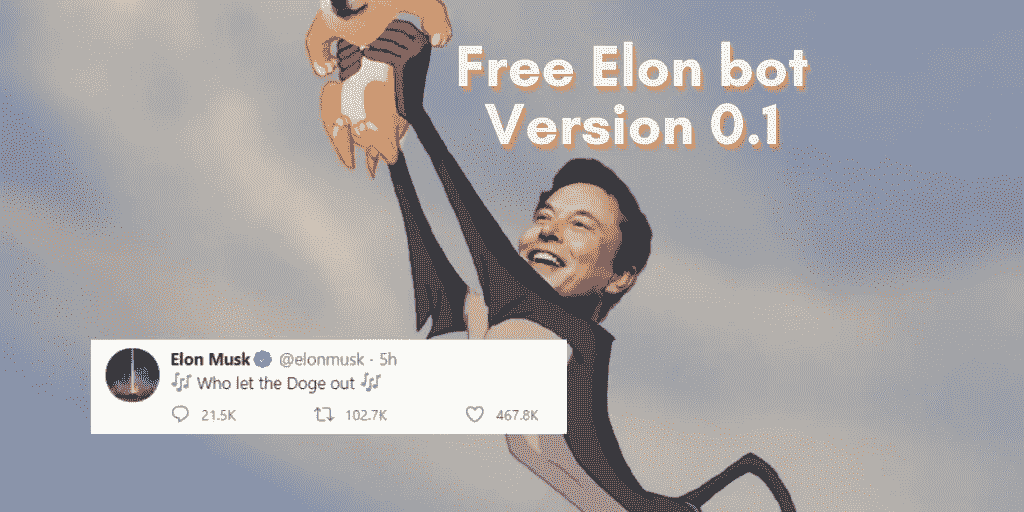 Free Elon bot
Version 0.1
Elon Musk @elonmusk · 5h
🎶 Who let the Doge out 🎶
21.5K 102.7K 467.8K